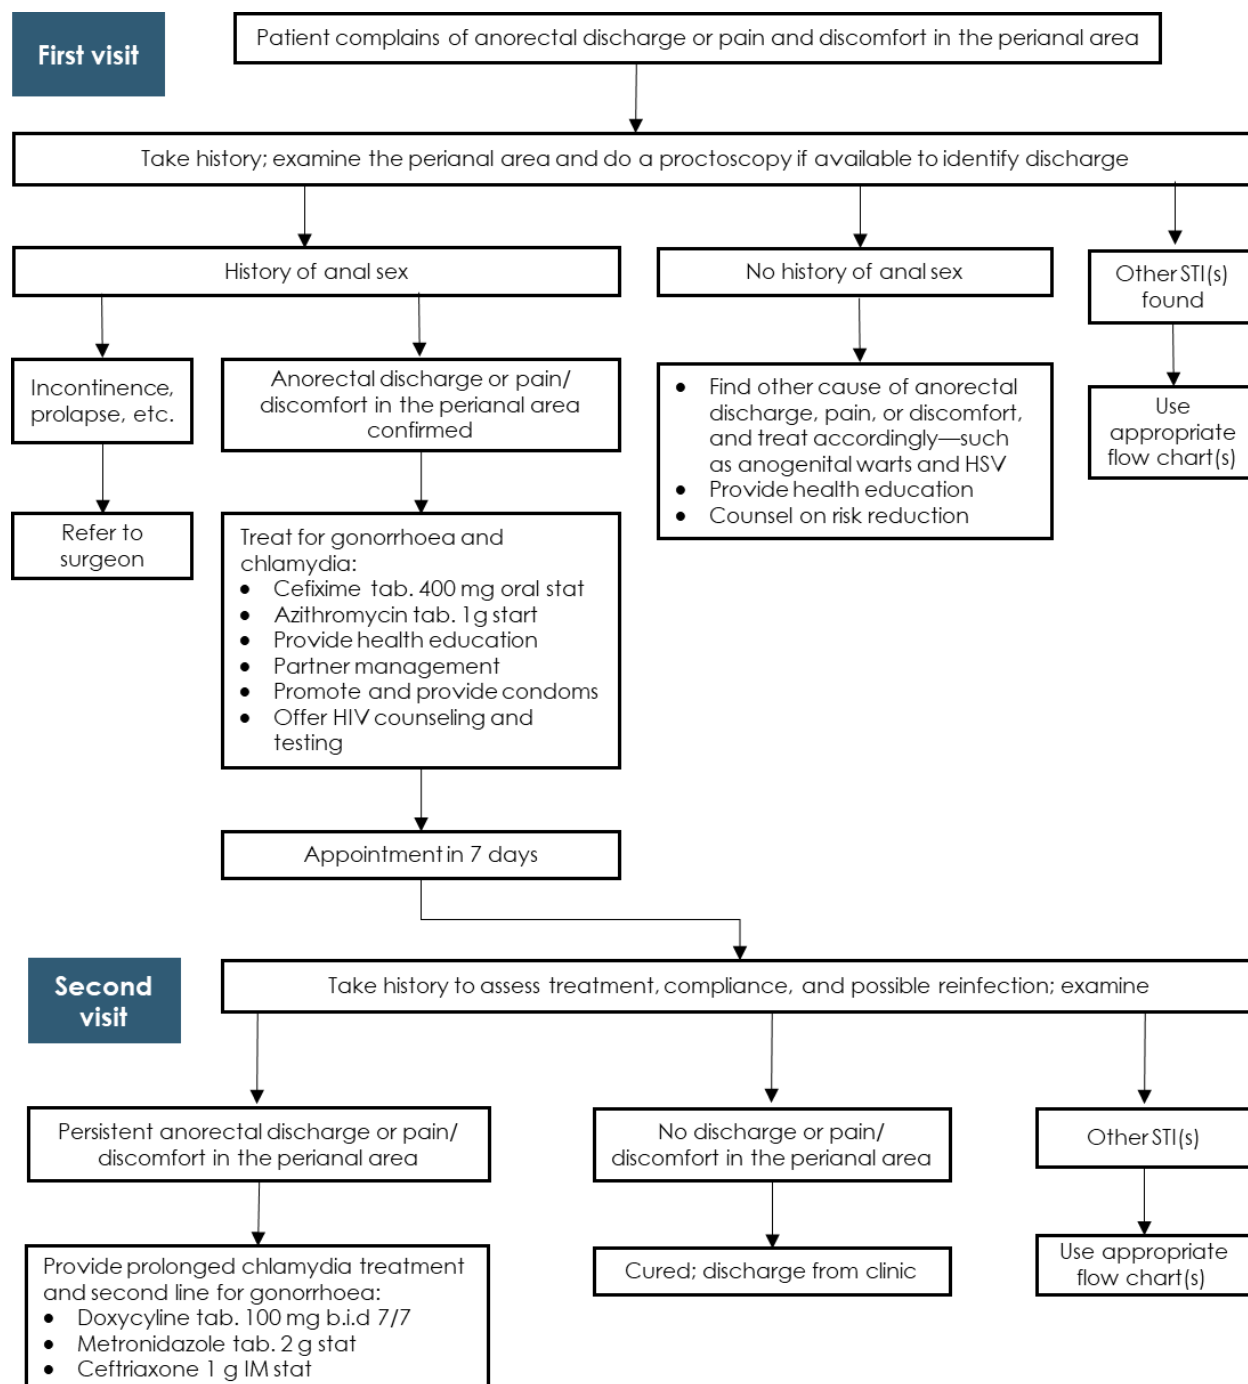 First visit
Patient complains of anorectal discharge or pain and discomfort in the perianal area
Take history; examine the perianal area and do a proctoscopy if available to identify discharge
History of anal sex
No history of anal sex
Other STI(s)
found
Incontinence,
prolapse, etc.
Anorectal discharge or pain/
discomfort in the perianal area
confirmed
● Find other cause of anorectal
discharge, pain, or discomfort,
and treat accordingly—such
as anogenital warts and HSV
● Provide health education
● Counsel on risk reduction
Use
appropriate
flow chart(s)
Refer to
surgeon
Treat for gonorrhoea and
chlamydia:
● Cefixime tab. 400 mg oral stat
● Azithromycin tab. 1g start
● Provide health education
● Partner management
● Promote and provide condoms
● Offer HIV counseling and
testing
Appointment in 7 days
Second
visit
Take history to assess treatment, compliance, and possible reinfection; examine
Persistent anorectal discharge or pain/
discomfort in the perianal area
No discharge or pain/
discomfort in the perianal area
Other STI(s)
Provide prolonged chlamydia treatment
and second line for gonorrhoea:
● Doxycyline tab. 100 mg b.i.d 7/7
● Metronidazole tab. 2 g stat
● Ceftriaxone 1 g IM stat
Cured; discharge from clinic
Use appropriate
flow chart(s)